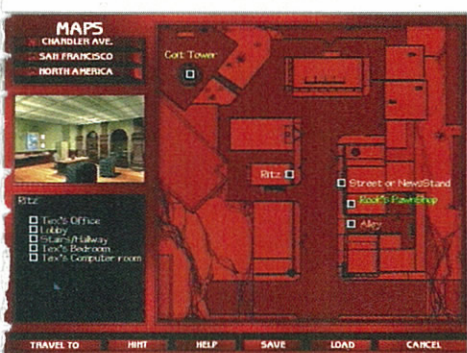 MAPS
CHANDLER AVE.
SAN FRANCISCO
NORTH AMERICA
Coit Tower
Ritz
Street or NewsStand
Rook's PawnShop
Alley
Ritz
Tex's Office
Lobby
Stairs/Hallway
Tex's Bedroom
Tex's Computer room
TRAVEL TO
HINT
HELP
SAVE
LOAD
CANCEL